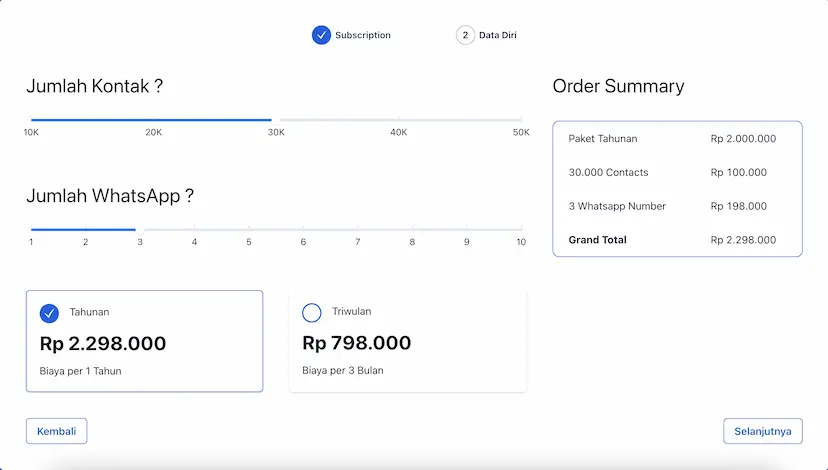 Subscription
2 Data Diri
Jumlah Kontak ?
10K 20K 30K 40K 50K
Jumlah WhatsApp ?
1 2 3 4 5 6 7 8 9 10
Tahunan
Rp 2.298.000
Biaya per 1 Tahun
Triwulan
Rp 798.000
Biaya per 3 Bulan
Order Summary
Paket Tahunan Rp 2.000.000
30.000 Contacts Rp 100.000
3 Whatsapp Number Rp 198.000
Grand Total Rp 2.298.000
Kembali
Selanjutnya